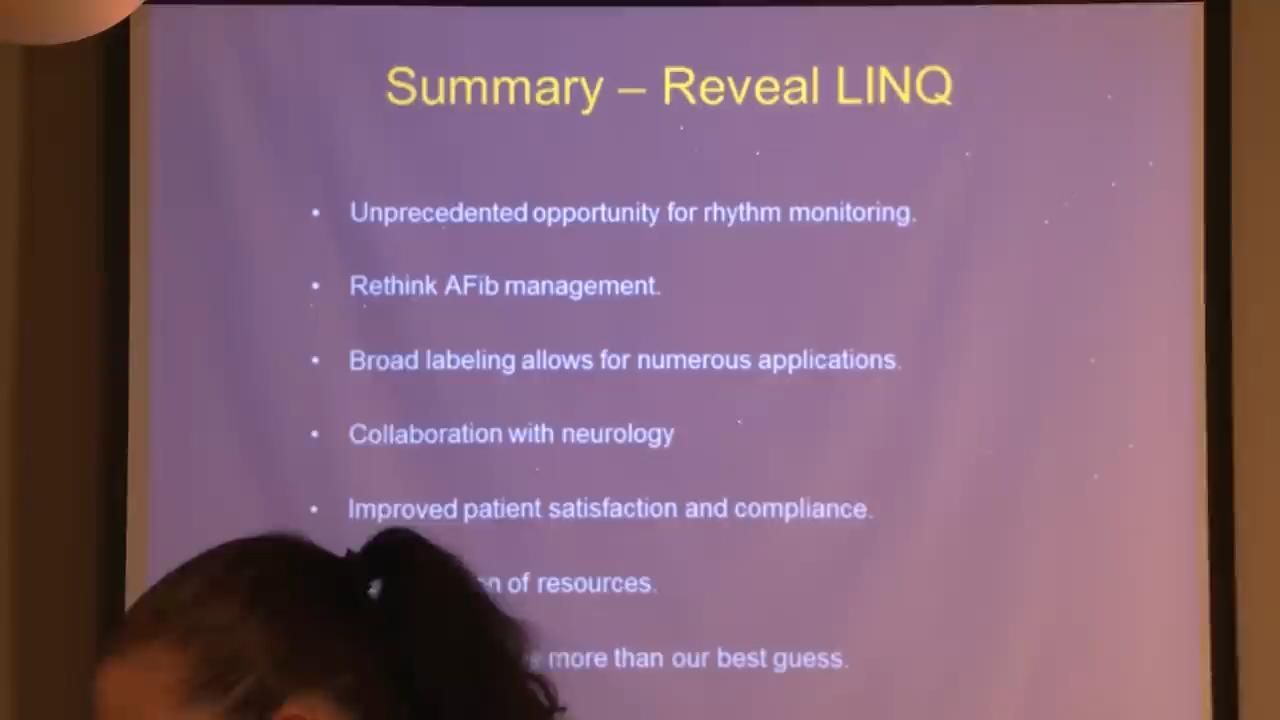 Summary – Reveal LINQ
• Unprecedented opportunity for rhythm monitoring.
• Rethink AFib management.
• Broad labeling allows for numerous applications.
• Collaboration with neurology
• Improved patient satisfaction and compliance.
of resources.
more than our best guess.